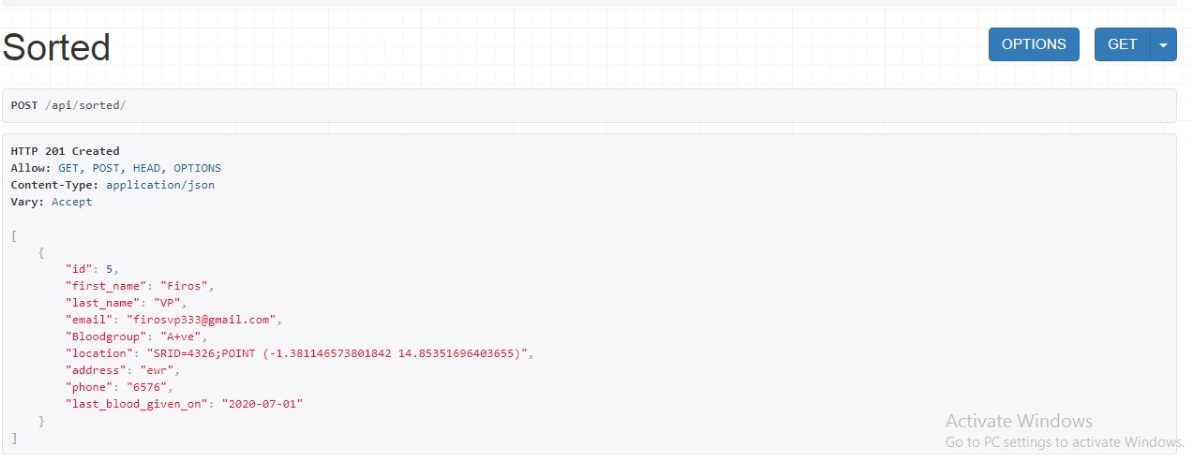 Sorted
OPTIONS
GET
POST /api/sorted/
HTTP 201 Created
Allow: GET, POST, HEAD, OPTIONS
Content-Type: application/json
Vary: Accept
[
    {
        "id": 5,
        "first_name": "Firos",
        "last_name": "VP",
        "email": "firosvp333@gmail.com",
        "Bloodgroup": "A+ve",
        "location": "SRID=4326;POINT (-1.381146573801842 14.85351696403655)",
        "address": "ewr",
        "phone": "6576",
        "last_blood_given_on": "2020-07-01"
    }
]
Activate Windows
Go to PC settings to activate Windows.